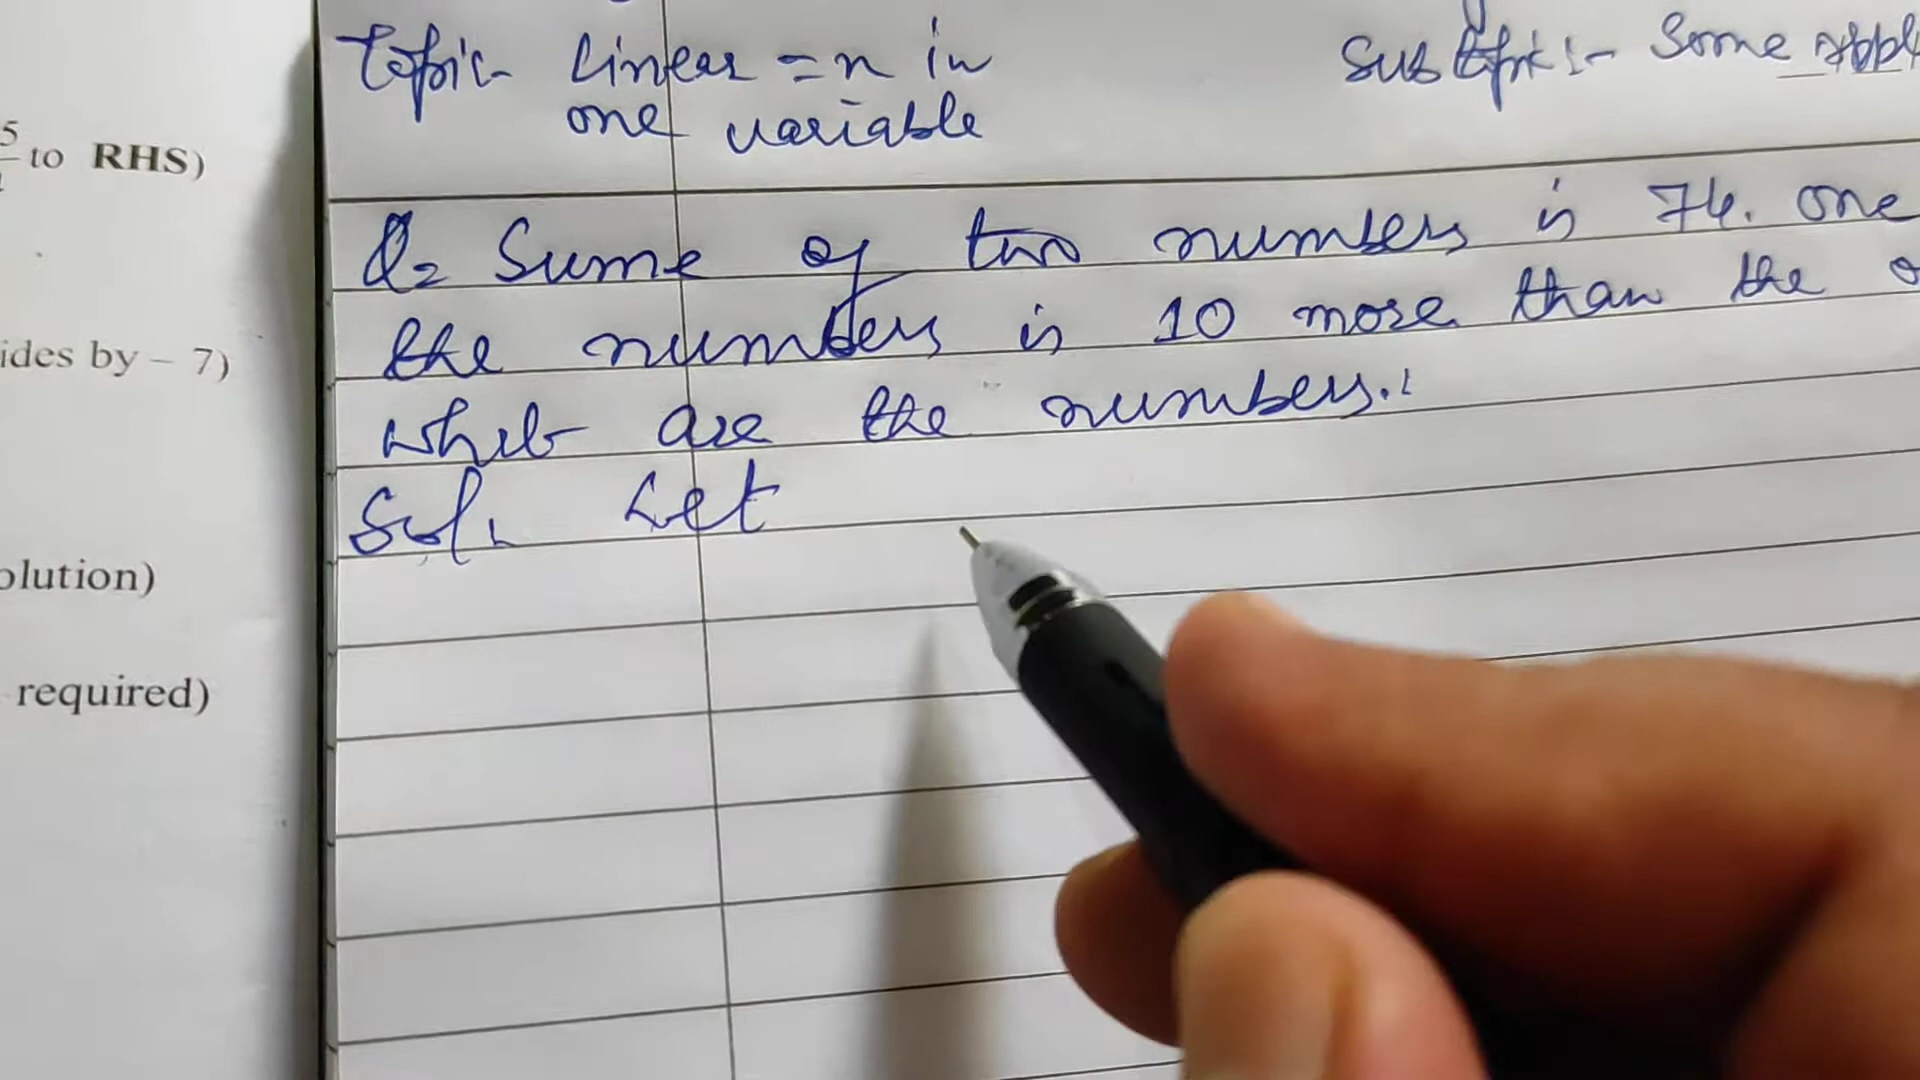 Topic- Linear = n in
one variable
Sub topic :- Some
5
to RHS)
Q2 Sume of two numbers is 74. one
the numbers is 10 more than the
what are the numbers.
ides by – 7)
Sol. Let
olution)
required)